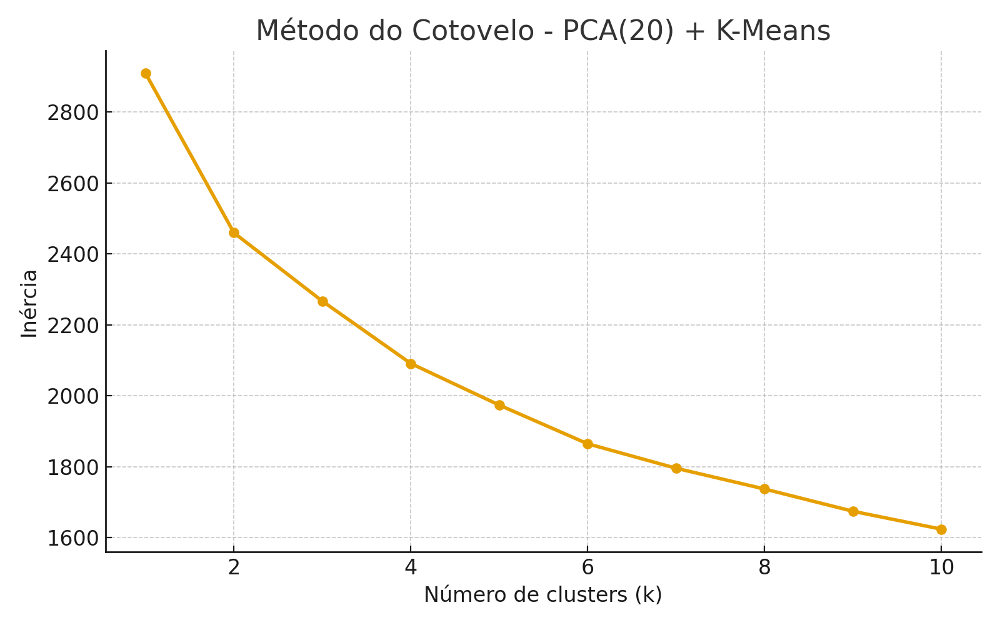 Método do Cotovelo - PCA(20) + K-Means
2800
2600
2400
2200
2000
1800
1600
Inércia
2 4 6 8 10
Número de clusters (k)